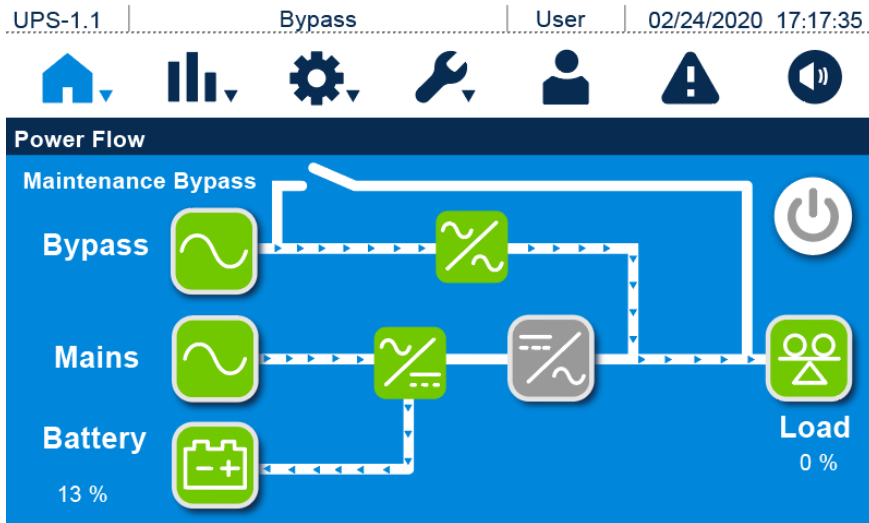 UPS-1.1 Bypass User 02/24/2020 17:17:35
Power Flow
Maintenance Bypass
Bypass
Mains
Battery
13 %
Load
0 %